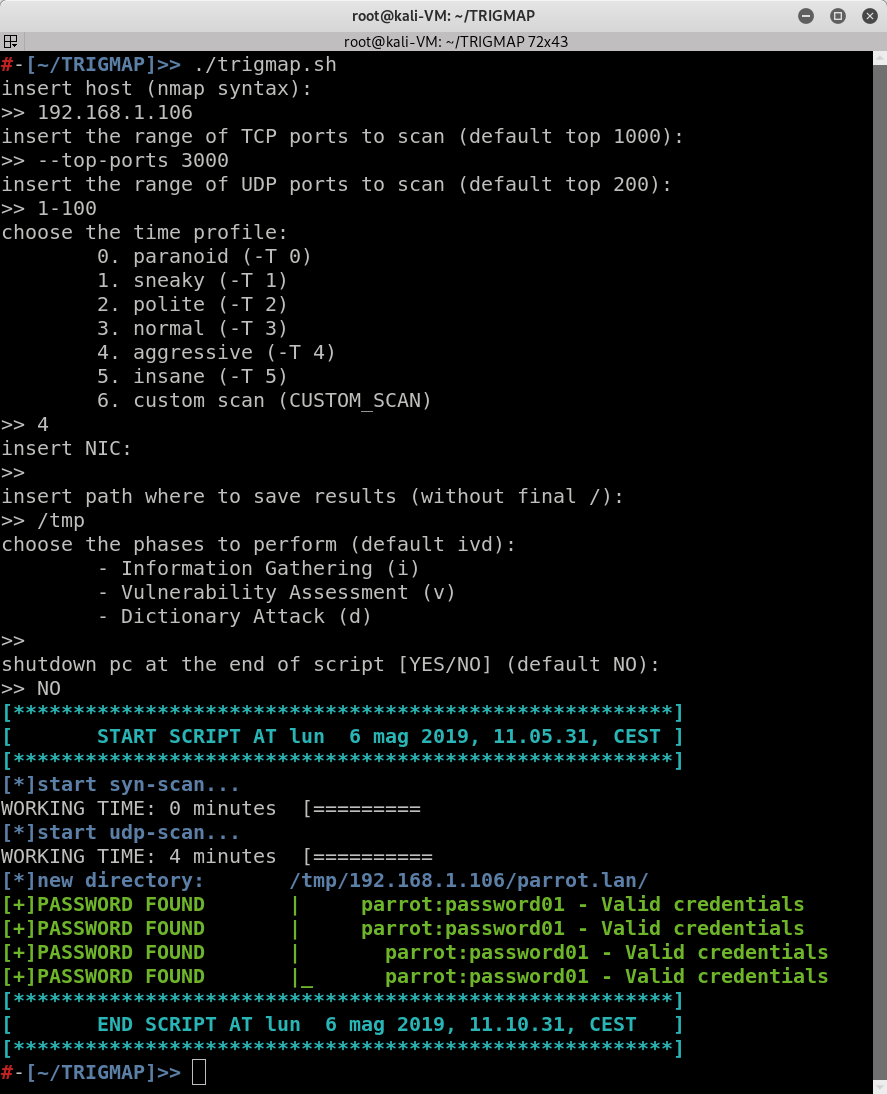 root@kali-VM: ~/TRIGMAP
root@kali-VM: ~/TRIGMAP 72x43
#-[~/TRIGMAP]>> ./trigmap.sh
insert host (nmap syntax):
>> 192.168.1.106
insert the range of TCP ports to scan (default top 1000):
>> --top-ports 3000
insert the range of UDP ports to scan (default top 200):
>> 1-100
choose the time profile:
        0. paranoid (-T 0)
        1. sneaky (-T 1)
        2. polite (-T 2)
        3. normal (-T 3)
        4. aggressive (-T 4)
        5. insane (-T 5)
        6. custom scan (CUSTOM_SCAN)
>> 4
insert NIC:
>>
insert path where to save results (without final /):
>> /tmp
choose the phases to perform (default ivd):
        - Information Gathering (i)
        - Vulnerability Assessment (v)
        - Dictionary Attack (d)
>>
shutdown pc at the end of script [YES/NO] (default NO):
>> NO
[*******************************************************]
[       START SCRIPT AT lun  6 mag 2019, 11.05.31, CEST ]
[*******************************************************]
[*]start syn-scan...
WORKING TIME: 0 minutes  [=========
[*]start udp-scan...
WORKING TIME: 4 minutes  [==========
[*]new directory:       /tmp/192.168.1.106/parrot.lan/
[+]PASSWORD FOUND       |     parrot:password01 - Valid credentials
[+]PASSWORD FOUND       |     parrot:password01 - Valid credentials
[+]PASSWORD FOUND       |       parrot:password01 - Valid credentials
[+]PASSWORD FOUND       |_      parrot:password01 - Valid credentials
[*******************************************************]
[       END SCRIPT AT lun  6 mag 2019, 11.10.31, CEST   ]
[*******************************************************]
#-[~/TRIGMAP]>>